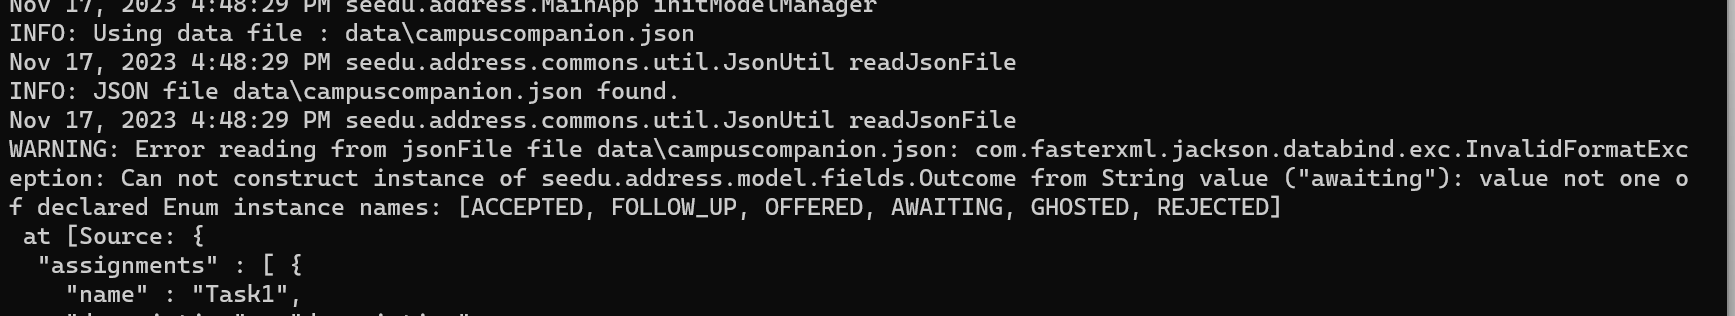 Nov 17, 2023 4:48:29 PM seedu.address.MainApp initModelManager
INFO: Using data file : data\campuscompanion.json
Nov 17, 2023 4:48:29 PM seedu.address.commons.util.JsonUtil readJsonFile
INFO: JSON file data\campuscompanion.json found.
Nov 17, 2023 4:48:29 PM seedu.address.commons.util.JsonUtil readJsonFile
WARNING: Error reading from jsonFile file data\campuscompanion.json: com.fasterxml.jackson.databind.exc.InvalidFormatExc
eption: Can not construct instance of seedu.address.model.fields.Outcome from String value ("awaiting"): value not one o
f declared Enum instance names: [ACCEPTED, FOLLOW_UP, OFFERED, AWAITING, GHOSTED, REJECTED]
 at [Source: {
  "assignments" : [ {
    "name" : "Task1",